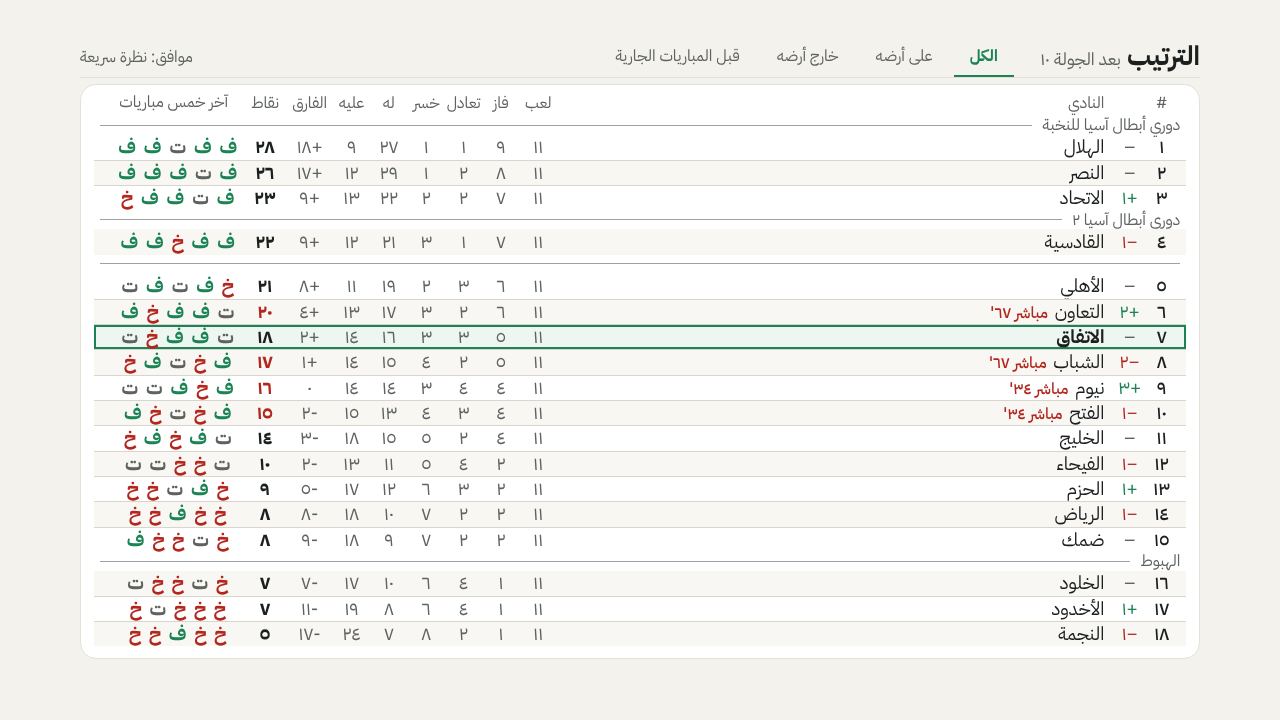 الترتيب بعد الجولة ١٠ الكل على أرضه خارج أرضه قبل المباريات الجارية موافق: نظرة سريعة
# النادي لعب فاز تعادل خسر له عليه الفارق نقاط آخر خمس مباريات
دوري أبطال آسيا للنخبة
١ – الهلال ١١ ٩ ١ ١ ٢٧ ٩ +١٨ ٢٨ ف ف ت ف ف
٢ – النصر ١١ ٨ ٢ ١ ٢٩ ١٢ +١٧ ٢٦ ف ت ف ف ف
٣ +١ الاتحاد ١١ ٧ ٢ ٢ ٢٢ ١٣ +٩ ٢٣ ف ت ف ف خ
دوري أبطال آسيا ٢
٤ −١ القادسية ١١ ٧ ١ ٣ ٢١ ١٢ +٩ ٢٢ ف ف خ ف ف
٥ – الأهلي ١١ ٦ ٣ ٢ ١٩ ١١ +٨ ٢١ خ ف ت ف ت
٦ +٢ التعاون مباشر ٦٧' ١١ ٦ ٢ ٣ ١٧ ١٣ +٤ ٢٠ ت ف ف خ ف
٧ – الاتفاق ١١ ٥ ٣ ٣ ١٦ ١٤ +٢ ١٨ ت ف ف خ ت
٨ −٢ الشباب مباشر ٦٧' ١١ ٥ ٢ ٤ ١٥ ١٤ +١ ١٧ ف خ ت ف خ
٩ +٣ نيوم مباشر ٣٤' ١١ ٤ ٤ ٣ ١٤ ١٤ ٠ ١٦ ف خ ف ت ت
١٠ −١ الفتح مباشر ٣٤' ١١ ٤ ٣ ٤ ١٣ ١٥ -٢ ١٥ ف خ ت خ ف
١١ – الخليج ١١ ٤ ٢ ٥ ١٥ ١٨ -٣ ١٤ ت ف خ ف خ
١٢ −١ الفيحاء ١١ ٢ ٤ ٥ ١١ ١٣ -٢ ١٠ ت خ خ ت ت
١٣ +١ الحزم ١١ ٢ ٣ ٦ ١٢ ١٧ -٥ ٩ خ ف ت خ خ
١٤ −١ الرياض ١١ ٢ ٢ ٧ ١٠ ١٨ -٨ ٨ خ خ ف خ خ
١٥ – ضمك ١١ ٢ ٢ ٧ ٩ ١٨ -٩ ٨ خ ت خ خ ف
الهبوط
١٦ – الخلود ١١ ١ ٤ ٦ ١٠ ١٧ -٧ ٧ خ ت خ خ ت
١٧ +١ الأخدود ١١ ١ ٤ ٦ ٨ ١٩ -١١ ٧ خ خ خ ت خ
١٨ −١ النجمة ١١ ١ ٢ ٨ ٧ ٢٤ -١٧ ٥ خ خ ف خ خ